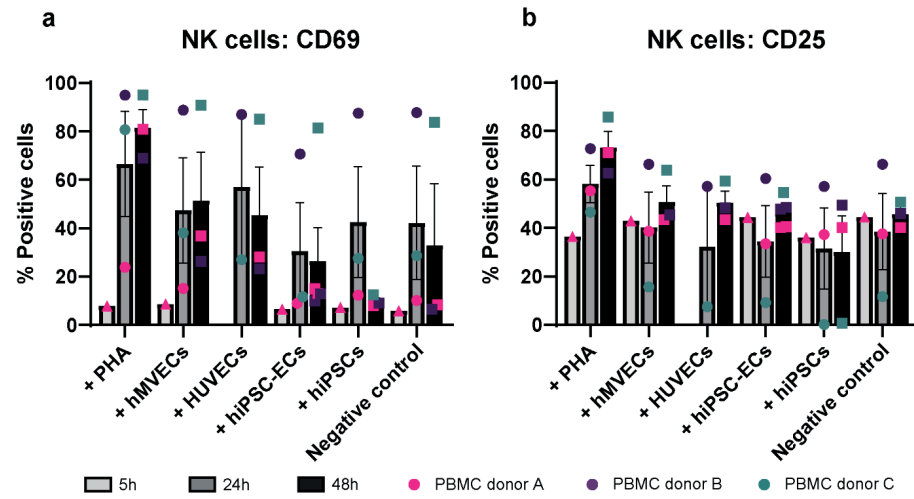 a
NK cells: CD69
% Positive cells
100
80
60
40
20
0
+ PHA
+ hMVECs
+ HUVECs
+ hiPSC-ECs
+ hiPSCs
Negative control
b
NK cells: CD25
% Positive cells
100
80
60
40
20
0
+ PHA
+ hMVECs
+ HUVECs
+ hiPSC-ECs
+ hiPSCs
Negative control
5h 24h 48h PBMC donor A PBMC donor B PBMC donor C